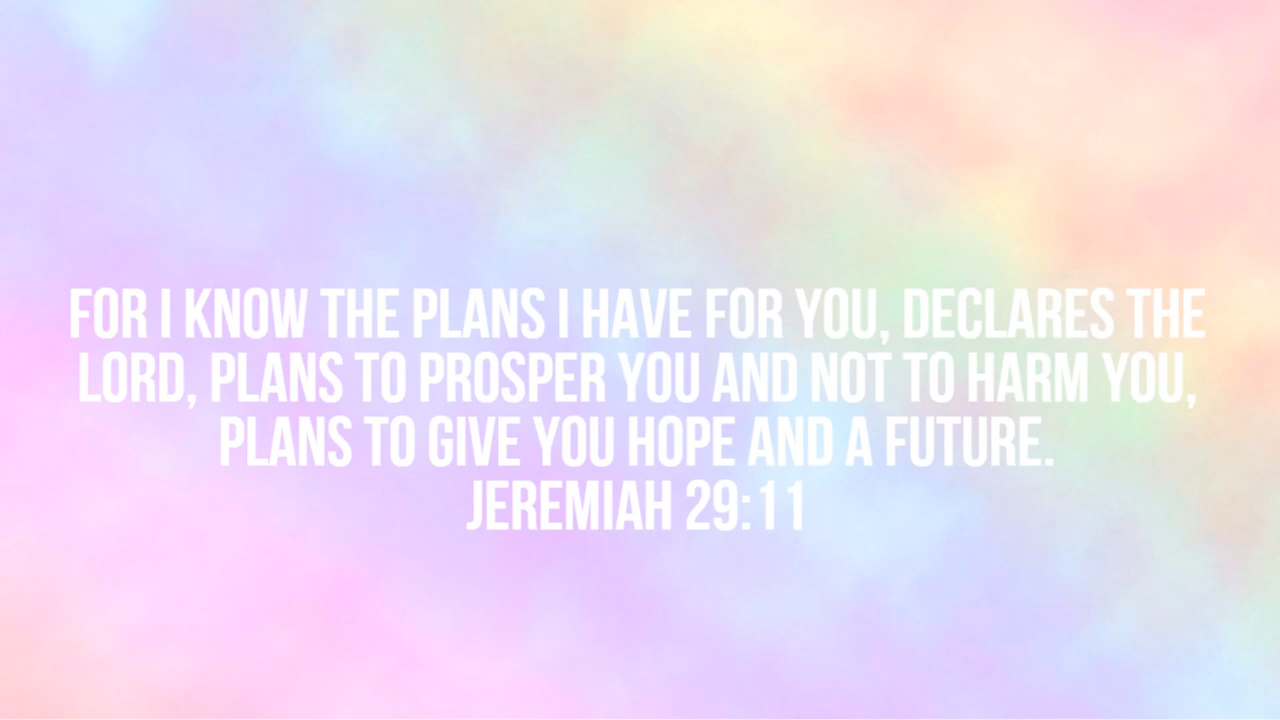 FOR I KNOW THE PLANS I HAVE FOR YOU, DECLARES THE
LORD, PLANS TO PROSPER YOU AND NOT TO HARM YOU,
PLANS TO GIVE YOU HOPE AND A FUTURE.
JEREMIAH 29:11